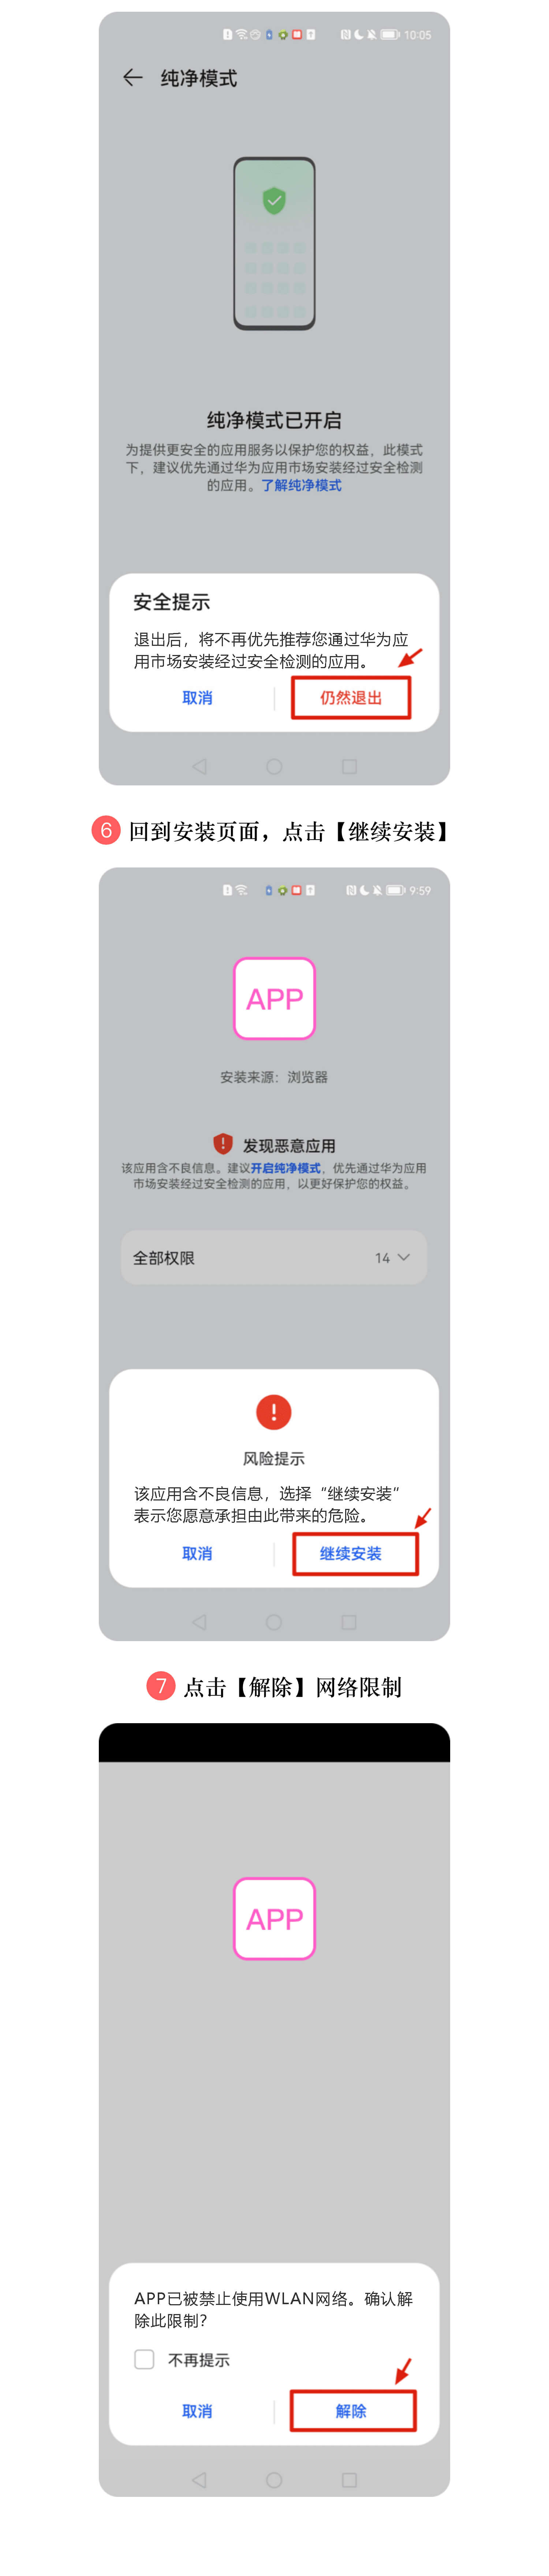 10:05
纯净模式
纯净模式已开启
为提供更安全的应用服务以保护您的权益，此模式
下，建议优先通过华为应用市场安装经过安全检测
的应用。了解纯净模式
安全提示
退出后，将不再优先推荐您通过华为应
用市场安装经过安全检测的应用。
取消 仍然退出
6 回到安装页面，点击【继续安装】
9:59
APP
安装来源：浏览器
发现恶意应用
该应用含不良信息。建议开启纯净模式，优先通过华为应用
市场安装经过安全检测的应用，以更好保护您的权益。
全部权限 14
风险提示
该应用含不良信息，选择“继续安装”
表示您愿意承担由此带来的危险。
取消 继续安装
7 点击【解除】网络限制
APP
APP已被禁止使用WLAN网络。确认解
除此限制？
不再提示
取消 解除